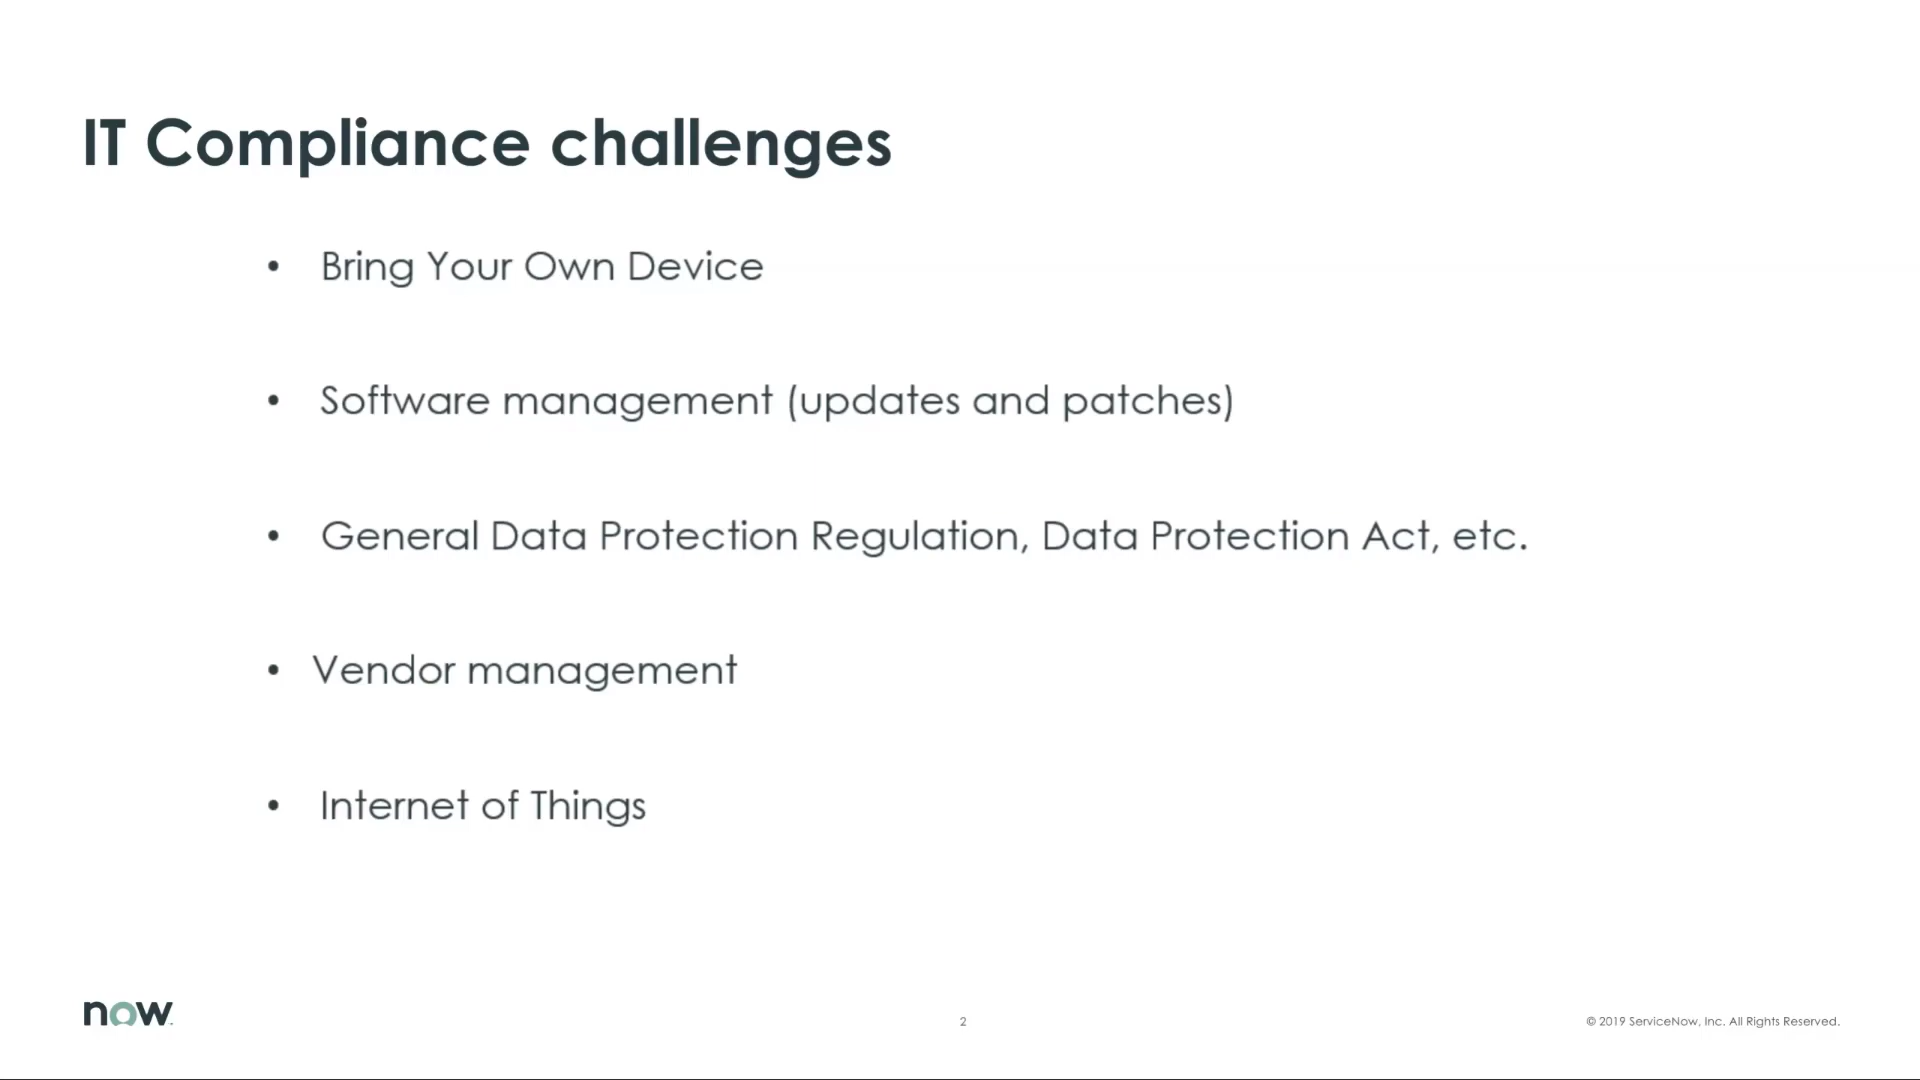 IT Compliance challenges
• Bring Your Own Device
• Software management (updates and patches)
• General Data Protection Regulation, Data Protection Act, etc.
• Vendor management
• Internet of Things
now
2
© 2019 ServiceNow, Inc. All Rights Reserved.